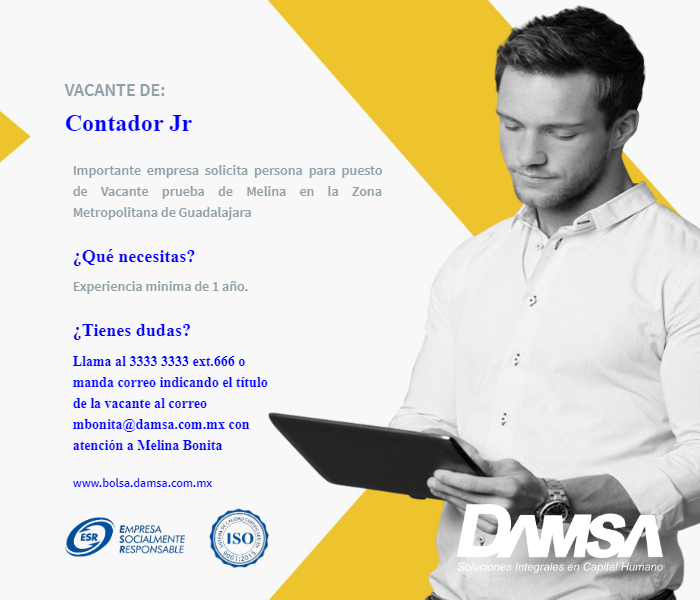 VACANTE DE:
Contador Jr
Importante empresa solicita persona para puesto
de Vacante prueba de Melina en la Zona
Metropolitana de Guadalajara
¿Qué necesitas?
Experiencia minima de 1 año.
¿Tienes dudas?
Llama al 3333 3333 ext.666 o
manda correo indicando el título
de la vacante al correo
mbonita@damsa.com.mx con
atención a Melina Bonita
www.bolsa.damsa.com.mx
ESR
EMPRESA
SOCIALMENTE
RESPONSABLE
ISO
9001:2015
DAMSA
Soluciones Integrales en Capital Humano